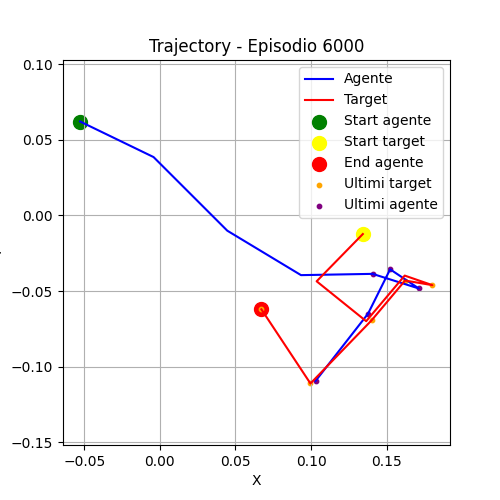 Trajectory - Episodio 6000
0.10
0.05
0.00
−0.05
−0.10
−0.15
−0.05
0.00
0.05
0.10
0.15
X
Agente
Target
Start agente
Start target
End agente
Ultimi target
Ultimi agente